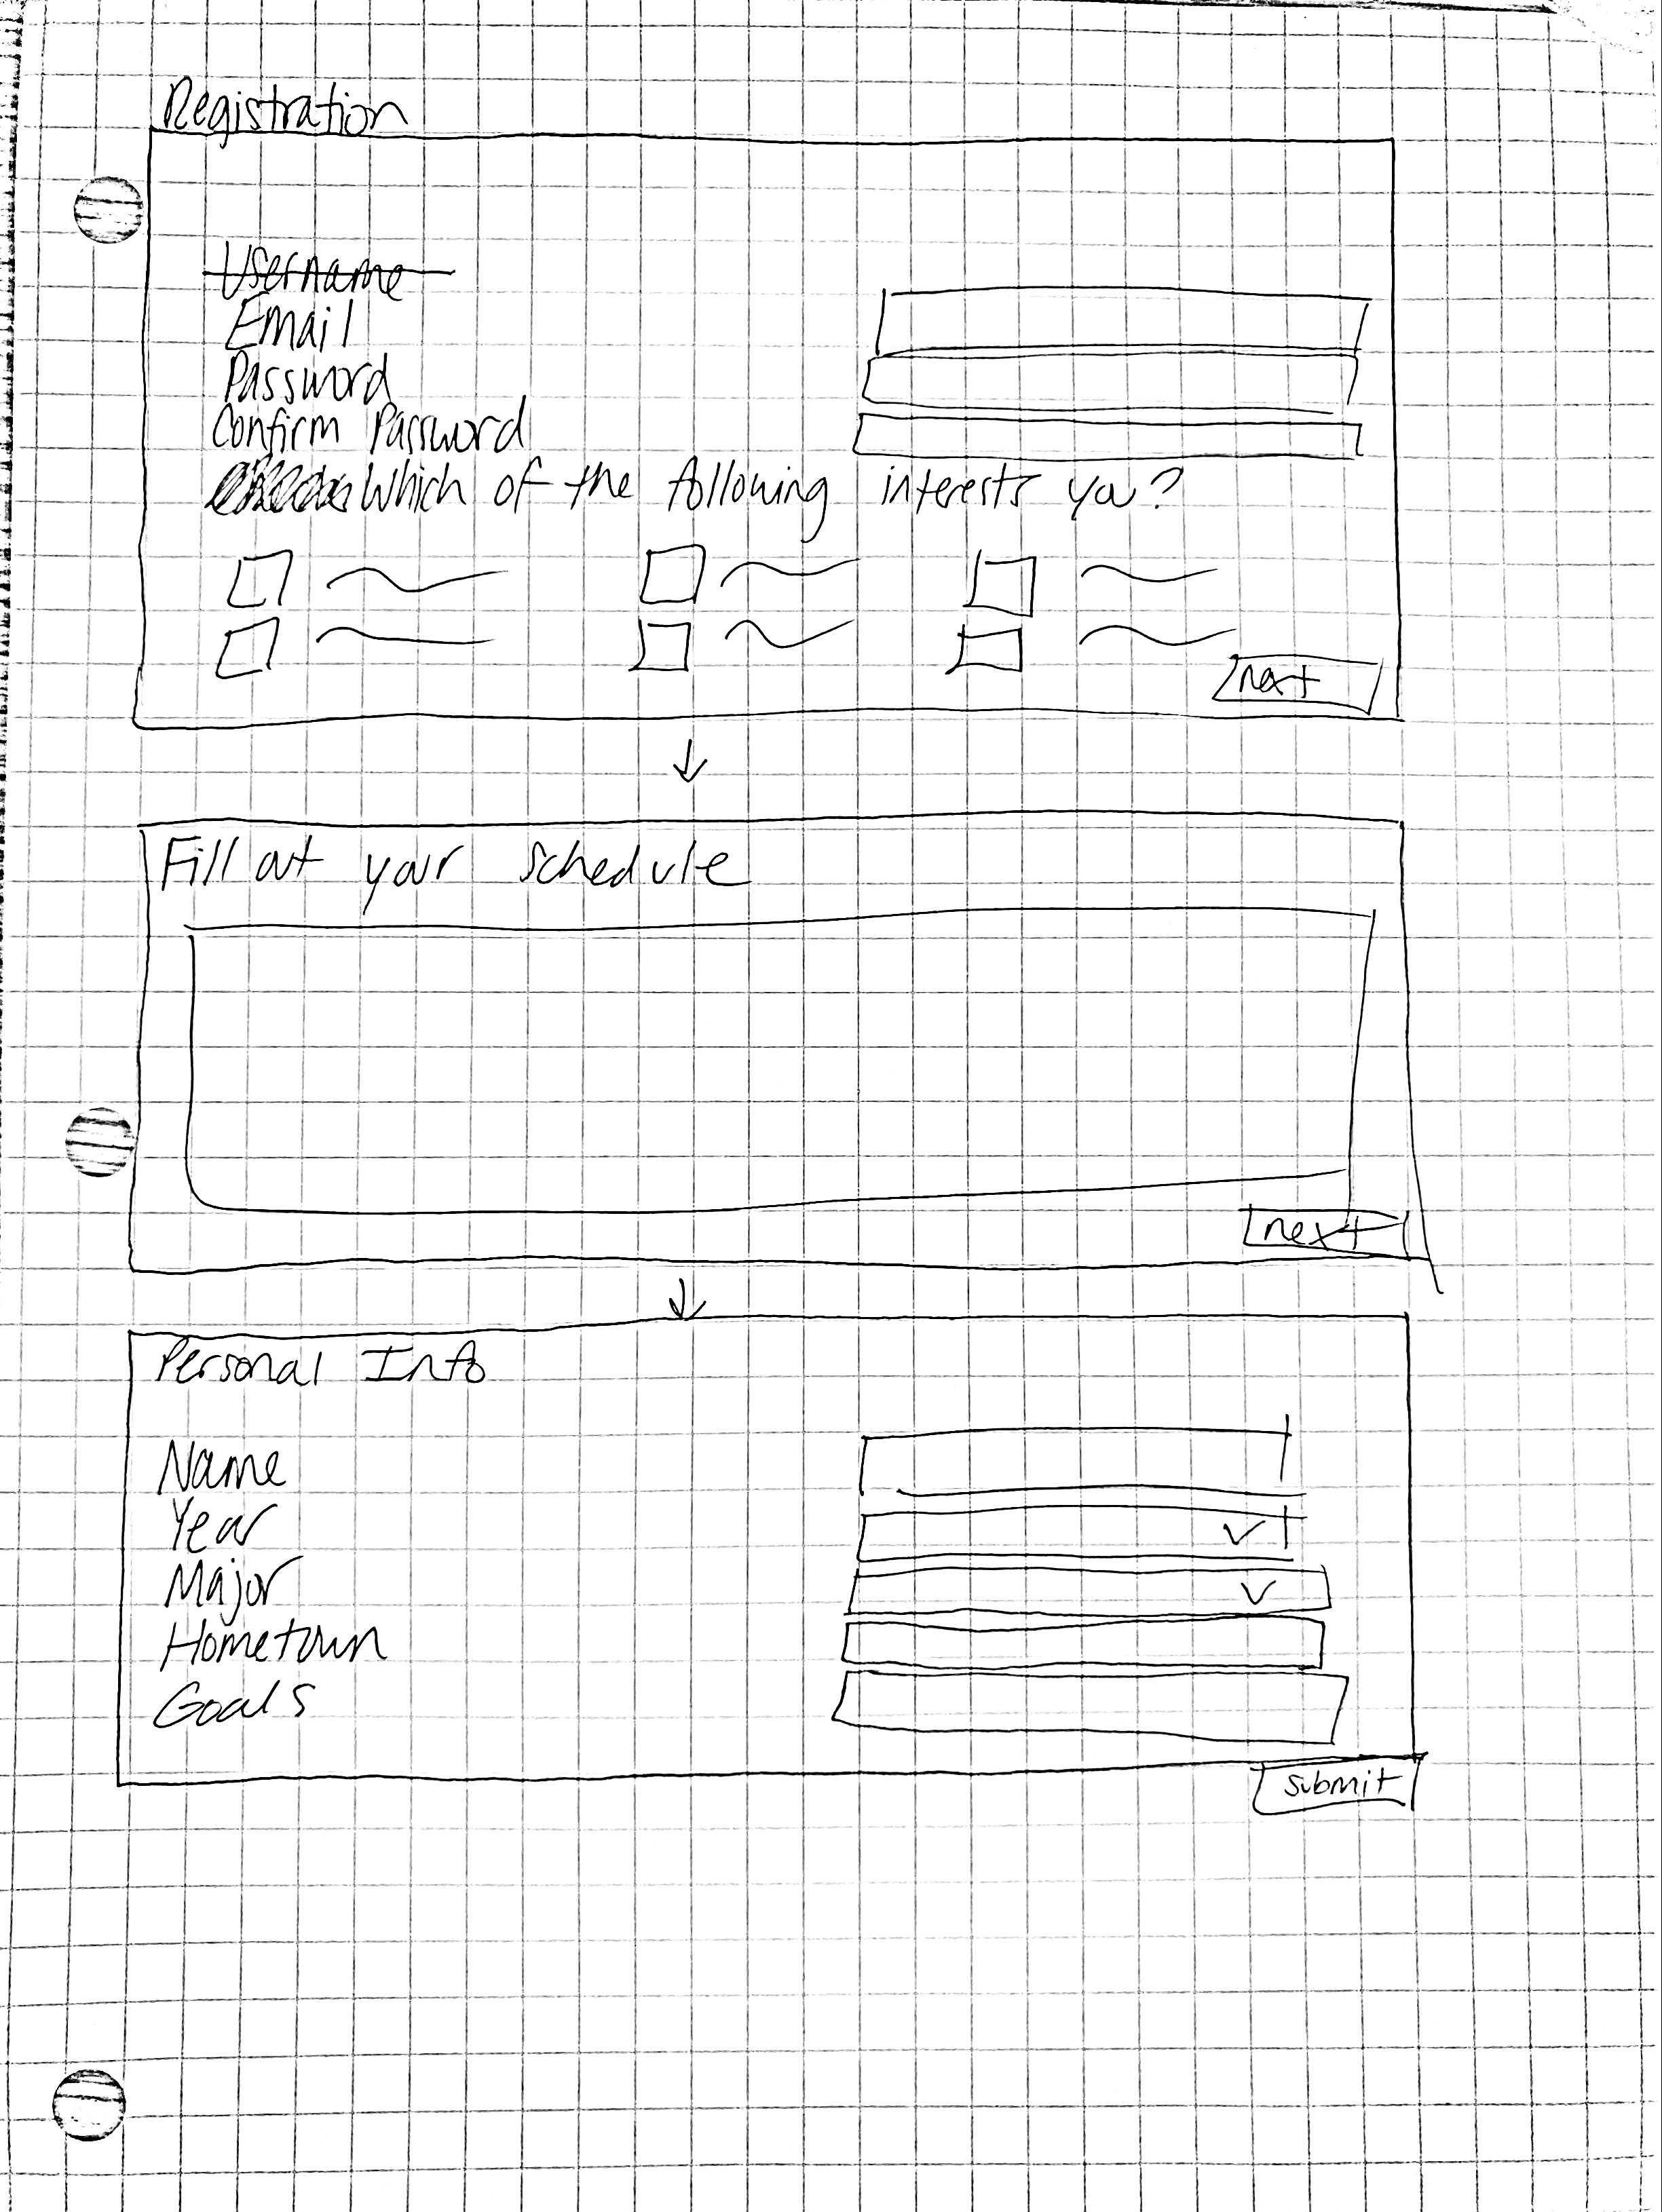 Registration
Username
Email
Password
Confirm Password
Which of the following interests you?
next
Fill out your schedule
next
Personal Info
Name
Year
Major
Hometown
Goals
submit